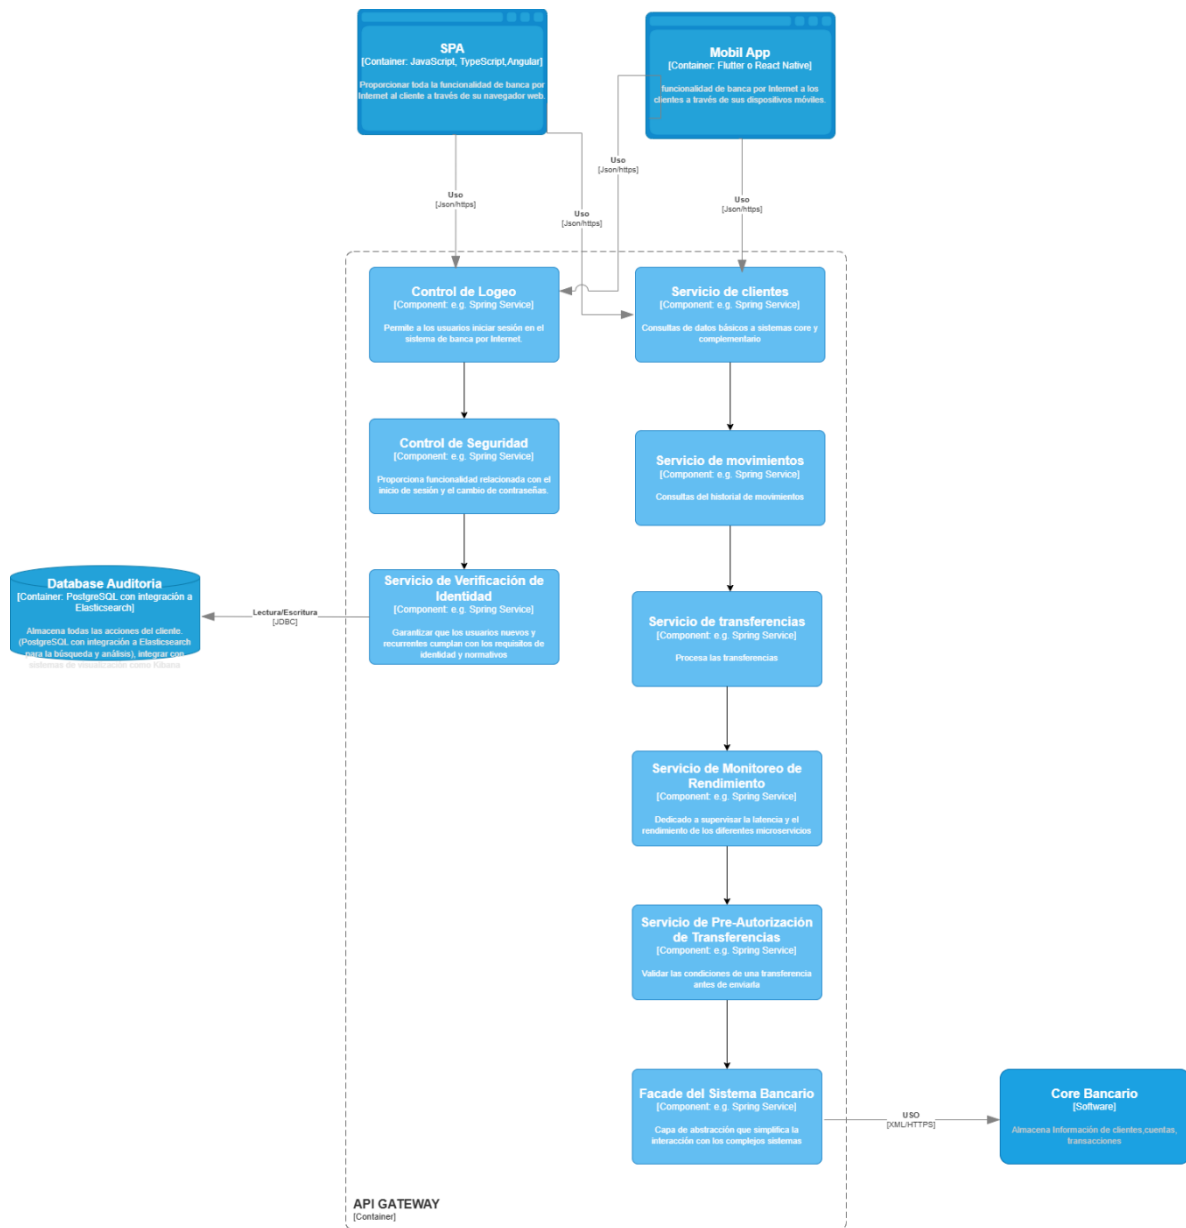 SPA
[Container: JavaScript, TypeScript,Angular]
Proporcionar toda la funcionalidad de banca por
Internet al cliente a través de su navegador web.
Mobil App
[Container: Flutter o React Native]
funcionalidad de banca por Internet a los
clientes a través de sus dispositivos móviles.
Uso
[Json/https]
Uso
[Json/https]
Uso
[Json/https]
Uso
[Json/https]
Control de Logeo
[Component: e.g. Spring Service]
Permite a los usuarios iniciar sesión en el
sistema de banca por Internet.
Servicio de clientes
[Component: e.g. Spring Service]
Consultas de datos básicos a sistemas core y
complementario
Control de Seguridad
[Component: e.g. Spring Service]
Proporciona funcionalidad relacionada con el
inicio de sesión y el cambio de contraseñas.
Servicio de movimientos
[Component: e.g. Spring Service]
Consultas del historial de movimientos
Database Auditoria
[Container: PostgreSQL con integración a
Elasticsearch]
Almacena todas las acciones del cliente.
(PostgreSQL con integración a Elasticsearch
para la búsqueda y análisis), integrar con
sistemas de visualización como Kibana
Lectura/Escritura
[JDBC]
Servicio de Verificación de
Identidad
[Component: e.g. Spring Service]
Garantizar que los usuarios nuevos y
recurrentes cumplan con los requisitos de
identidad y normativos
Servicio de transferencias
[Component: e.g. Spring Service]
Procesa las transferencias
Servicio de Monitoreo de
Rendimiento
[Component: e.g. Spring Service]
Dedicado a supervisar la latencia y el
rendimiento de los diferentes microservicios
Servicio de Pre-Autorización
de Transferencias
[Component: e.g. Spring Service]
Validar las condiciones de una transferencia
antes de enviarla
Facade del Sistema Bancario
[Component: e.g. Spring Service]
Capa de abstracción que simplifica la
interacción con los complejos sistemas
USO
[XML/HTTPS]
Core Bancario
[Software]
Almacena Información de clientes,cuentas,
transacciones
API GATEWAY
[Container]